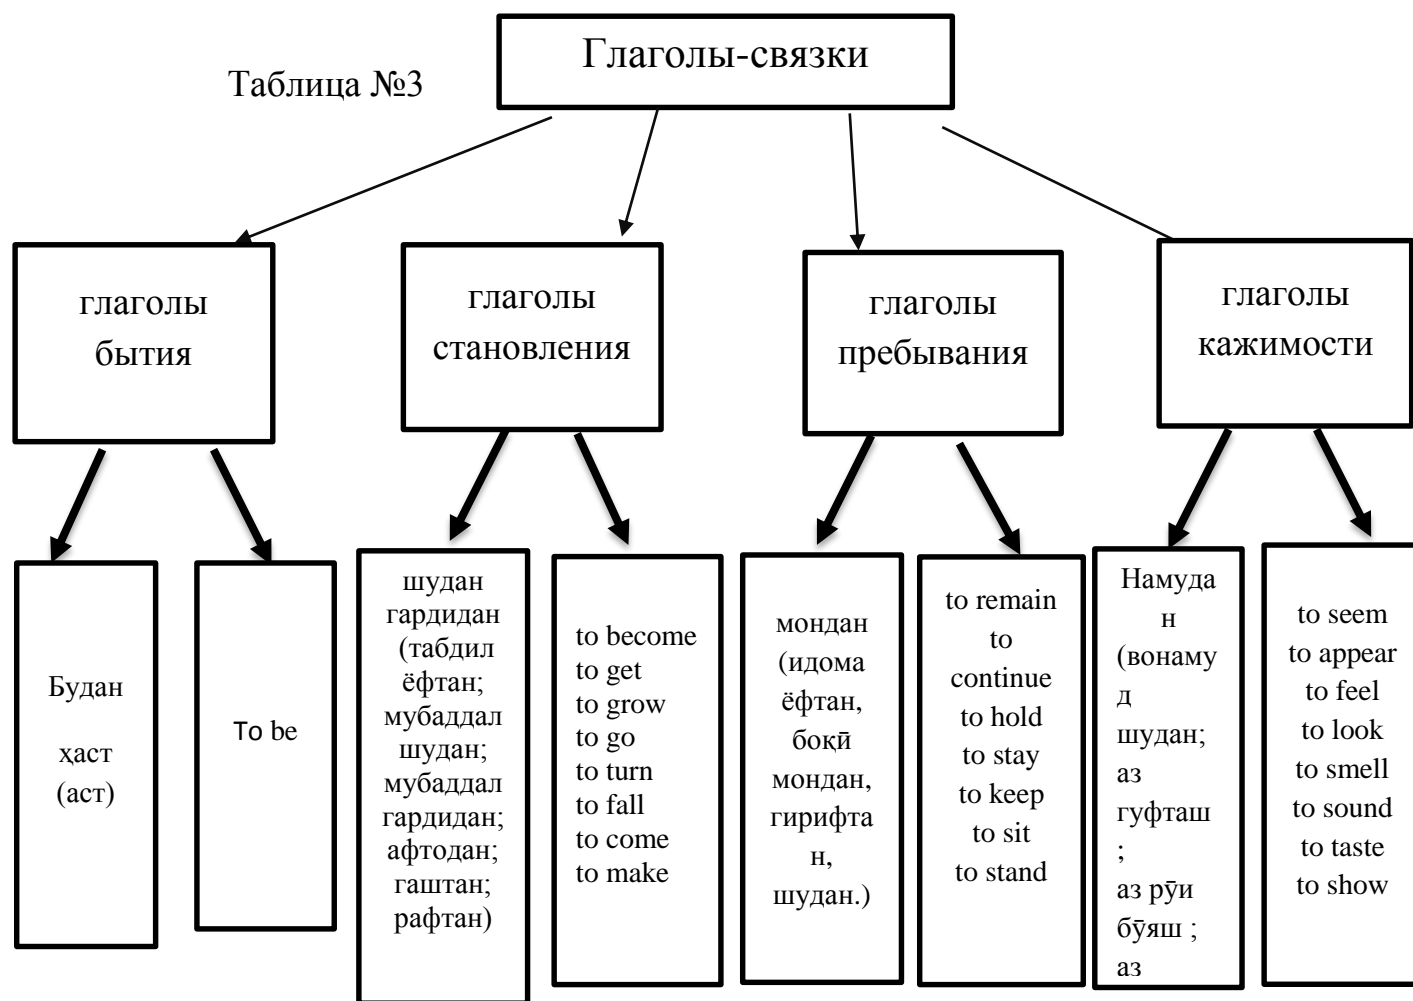 Глаголы-связки
Таблица №3
глаголы
бытия
глаголы
становления
глаголы
пребывания
глаголы
кажимости
Будан
ҳаст
(аст)
To be
шудан
гардидан
(табдил
ёфтан;
мубаддал
шудан;
мубаддал
гардидан;
афтодан;
гаштан;
рафтан)
to become
to get
to grow
to go
to turn
to fall
to come
to make
мондан
(идома
ёфтан,
боқӣ
мондан,
гирифта
н,
шудан.)
to remain
to
continue
to hold
to stay
to keep
to sit
to stand
Намуда
н
(вонаму
д
шудан;
аз
гуфташ
;
аз рӯи
бӯяш ;
аз
to seem
to appear
to feel
to look
to smell
to sound
to taste
to show